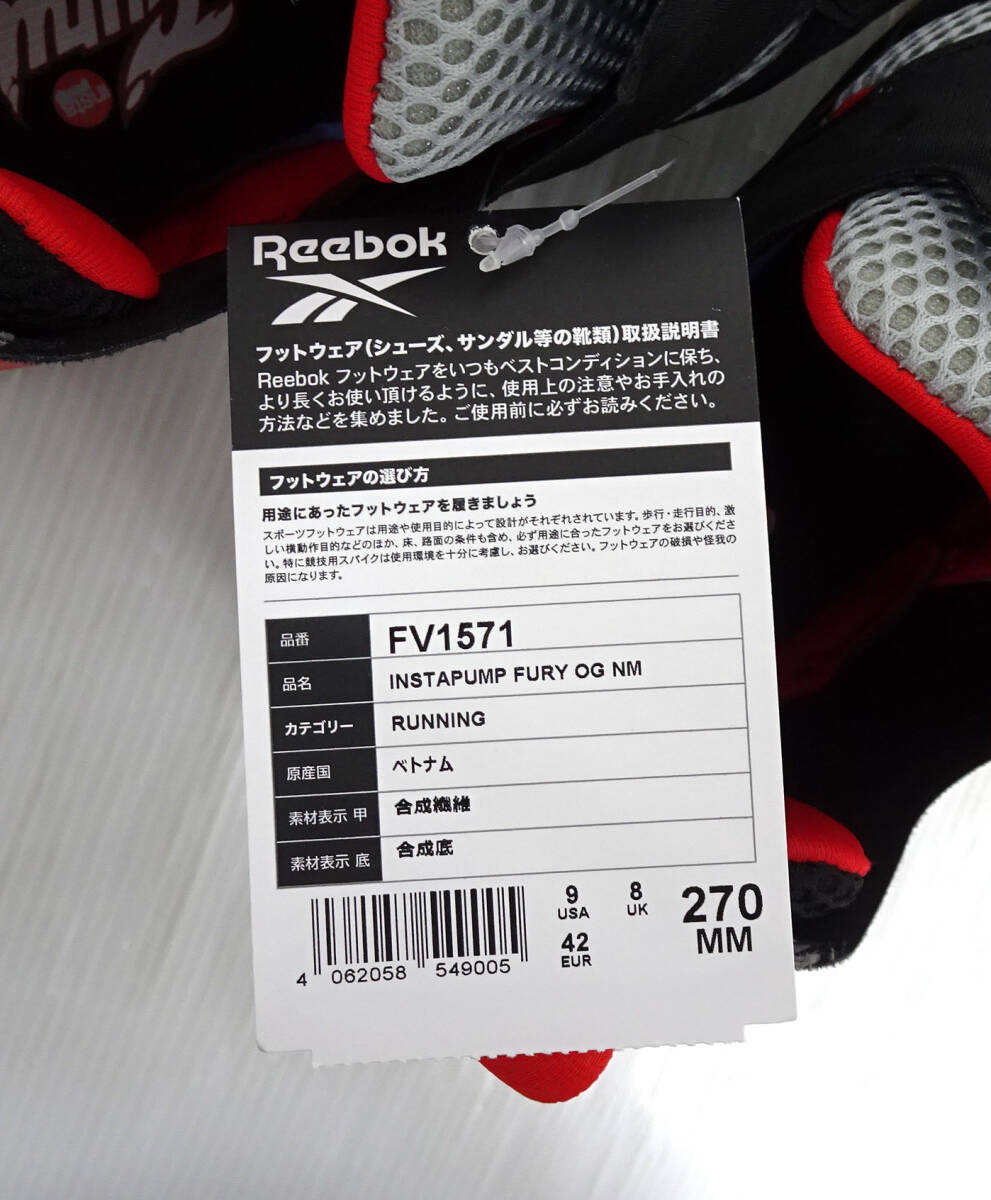 Reebok
フットウェア(シューズ、サンダル等の靴類)取扱説明書
Reebok フットウェアをいつもベストコンディションに保ち、
より長くお使い頂けるように、使用上の注意やお手入れの
方法などを集めました。ご使用前に必ずお読みください。
フットウェアの選び方
用途にあったフットウェアを履きましょう
スポーツフットウェアは用途や使用目的によって設計がそれぞれされています。歩行・走行目的、激
しい横動作目的などのほか、床、路面の条件も含め、必ず用途に合ったフットウェアをお選びくださ
い。特に競技用スパイクは使用環境を十分に考慮し、お選びください。フットウェアの破損や怪我の
原因になります。
品番 FV1571
品名 INSTAPUMP FURY OG NM
カテゴリー RUNNING
原産国 ベトナム
素材表示 甲 合成繊維
素材表示 底 合成底
9 USA
8 UK
42 EUR
270 MM
4 062058 549005